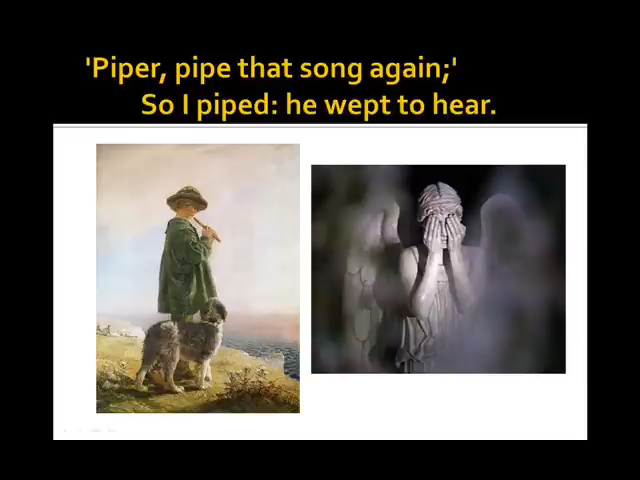 'Piper, pipe that song again;'
So I piped: he wept to hear.